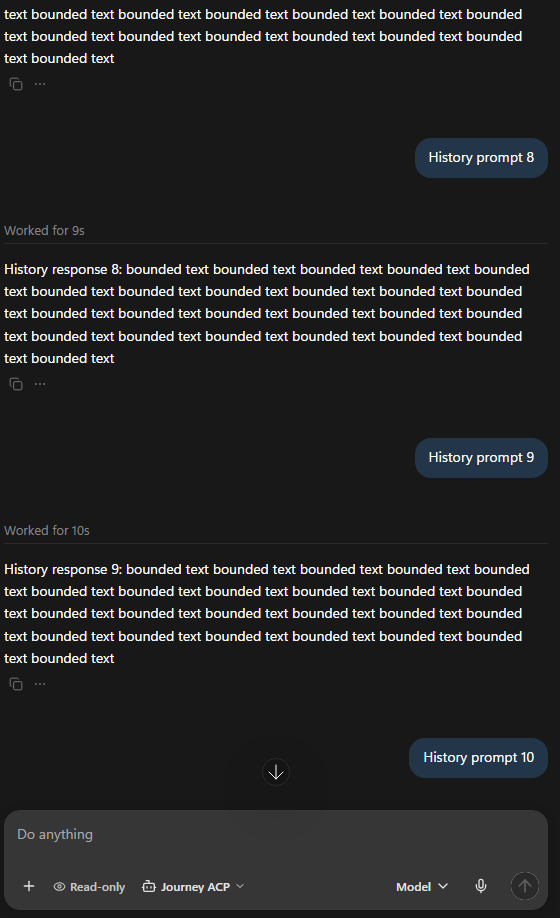 text bounded text bounded text bounded text bounded text bounded text bounded
text bounded text bounded text bounded text bounded text bounded text bounded
text bounded text
History prompt 8
Worked for 9s
History response 8: bounded text bounded text bounded text bounded text bounded
text bounded text bounded text bounded text bounded text bounded text bounded
text bounded text bounded text bounded text bounded text bounded text bounded
text bounded text bounded text bounded text bounded text bounded text bounded
text bounded text
History prompt 9
Worked for 10s
History response 9: bounded text bounded text bounded text bounded text bounded
text bounded text bounded text bounded text bounded text bounded text bounded
text bounded text bounded text bounded text bounded text bounded text bounded
text bounded text bounded text bounded text bounded text bounded text bounded
text bounded text
History prompt 10
Do anything
Read-only Journey ACP Model